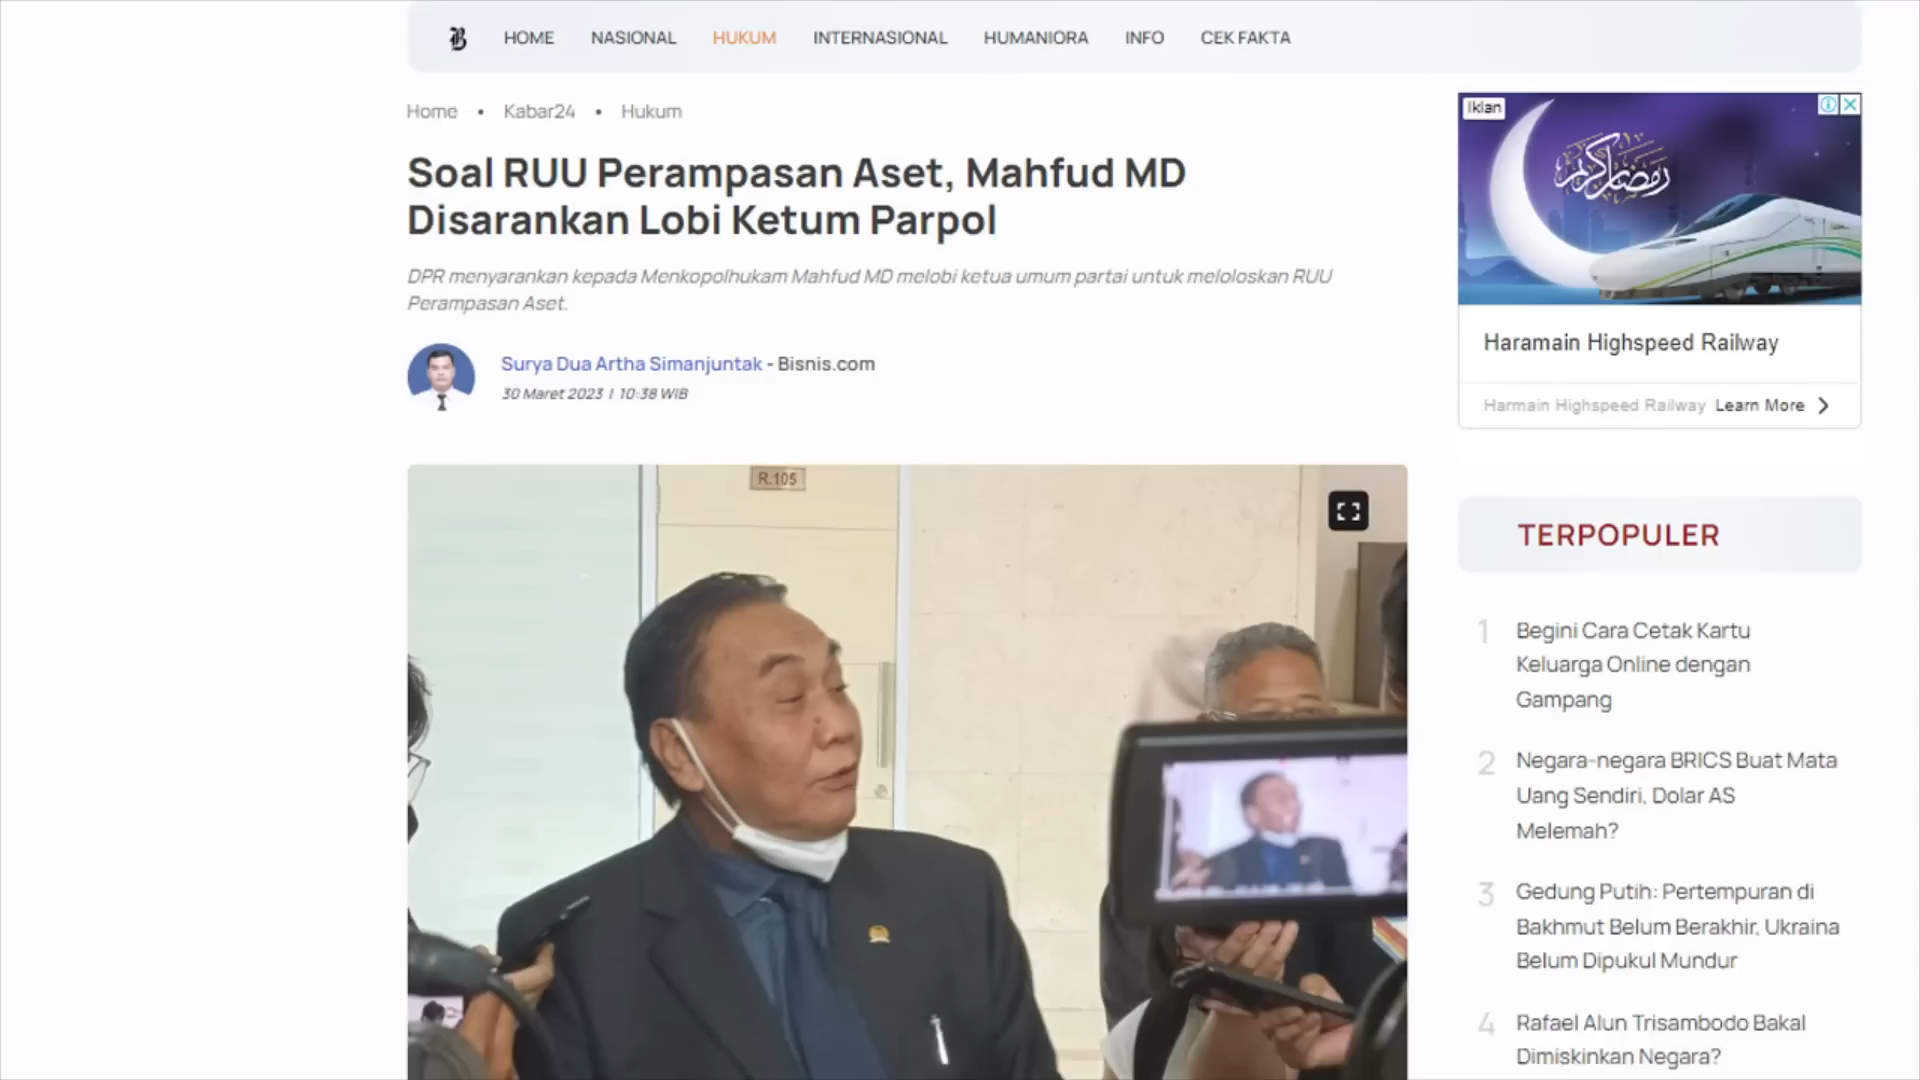 B
HOME NASIONAL HUKUM INTERNASIONAL HUMANIORA INFO CEK FAKTA
Home • Kabar24 • Hukum
Soal RUU Perampasan Aset, Mahfud MD
Disarankan Lobi Ketum Parpol
DPR menyarankan kepada Menkopolhukam Mahfud MD melobi ketua umum partai untuk meloloskan RUU
Perampasan Aset.
Surya Dua Artha Simanjuntak - Bisnis.com
30 Maret 2023 | 10:38 WIB
R.105
Iklan
رمضان كريم
Haramain Highspeed Railway
Harmain Highspeed Railway Learn More
TERPOPULER
1 Begini Cara Cetak Kartu
Keluarga Online dengan
Gampang
2 Negara-negara BRICS Buat Mata
Uang Sendiri, Dolar AS
Melemah?
3 Gedung Putih: Pertempuran di
Bakhmut Belum Berakhir, Ukraina
Belum Dipukul Mundur
4 Rafael Alun Trisambodo Bakal
Dimiskinkan Negara?